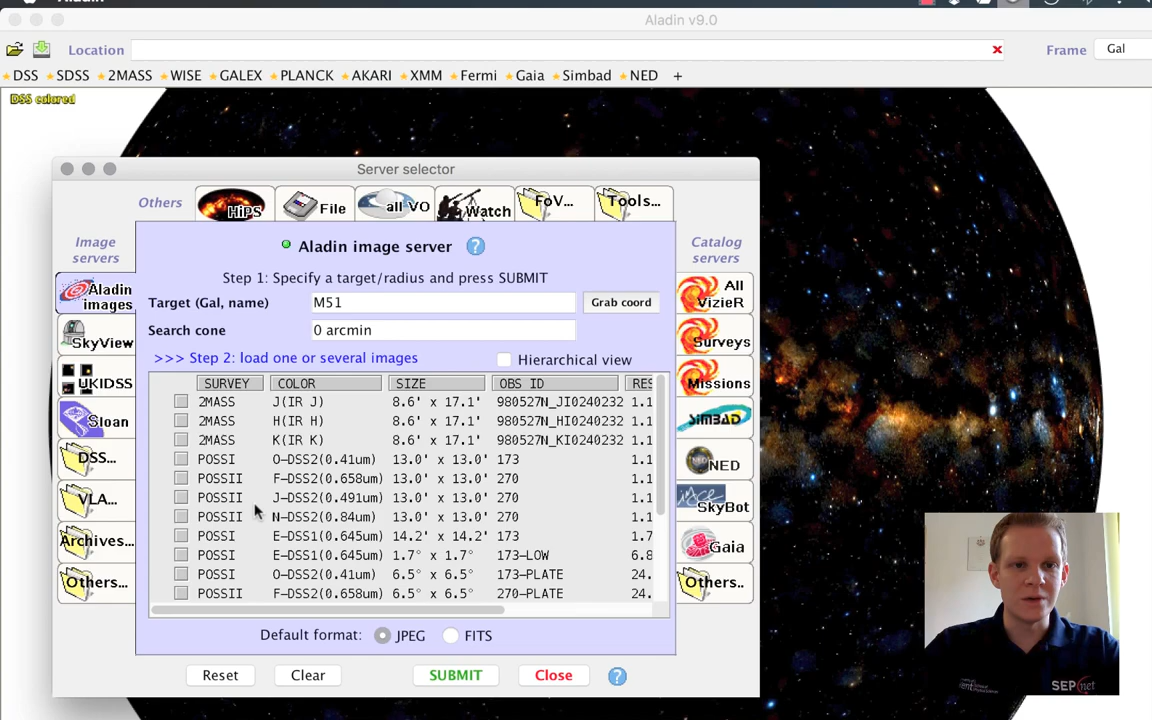 Aladin
Aladin v9.0
Location
Frame
Gal
DSS
SDSS
2MASS
WISE
GALEX
PLANCK
AKARI
XMM
Fermi
Gaia
Simbad
NED
+
DSS colored
Server selector
Others
HiPS
File
all VO
Watch
FoV...
Tools...
Image
servers
Aladin image server ?
Catalog
servers
Step 1: Specify a target/radius and press SUBMIT
Aladin
images
Target (Gal, name)
M51
Grab coord
All
VizieR
Search cone
0 arcmin
SkyView
Surveys
>>> Step 2: load one or several images
Hierarchical view
UKIDSS
Missions
SURVEY COLOR SIZE OBS ID RES
2MASS J(IR J) 8.6' x 17.1' 980527N_JI0240232 1.1
2MASS H(IR H) 8.6' x 17.1' 980527N_HI0240232 1.1
2MASS K(IR K) 8.6' x 17.1' 980527N_KI0240232 1.1
POSSI O-DSS2(0.41um) 13.0' x 13.0' 173 1.1
POSSII F-DSS2(0.658um) 13.0' x 13.0' 270 1.1
POSSII J-DSS2(0.491um) 13.0' x 13.0' 270 1.1
POSSII N-DSS2(0.84um) 13.0' x 13.0' 270 1.1
POSSI E-DSS1(0.645um) 14.2' x 14.2' 173 1.7
POSSI E-DSS1(0.645um) 1.7° x 1.7° 173-LOW 6.8
POSSI O-DSS2(0.41um) 6.5° x 6.5° 173-PLATE 24.
POSSII F-DSS2(0.658um) 6.5° x 6.5° 270-PLATE 24.
Sloan
SIMBAD
DSS...
NED
VLA...
SkyBot
Archives...
Gaia
Others...
Others..
Default format: JPEG FITS
Reset
Clear
SUBMIT
Close
?
SEPnet